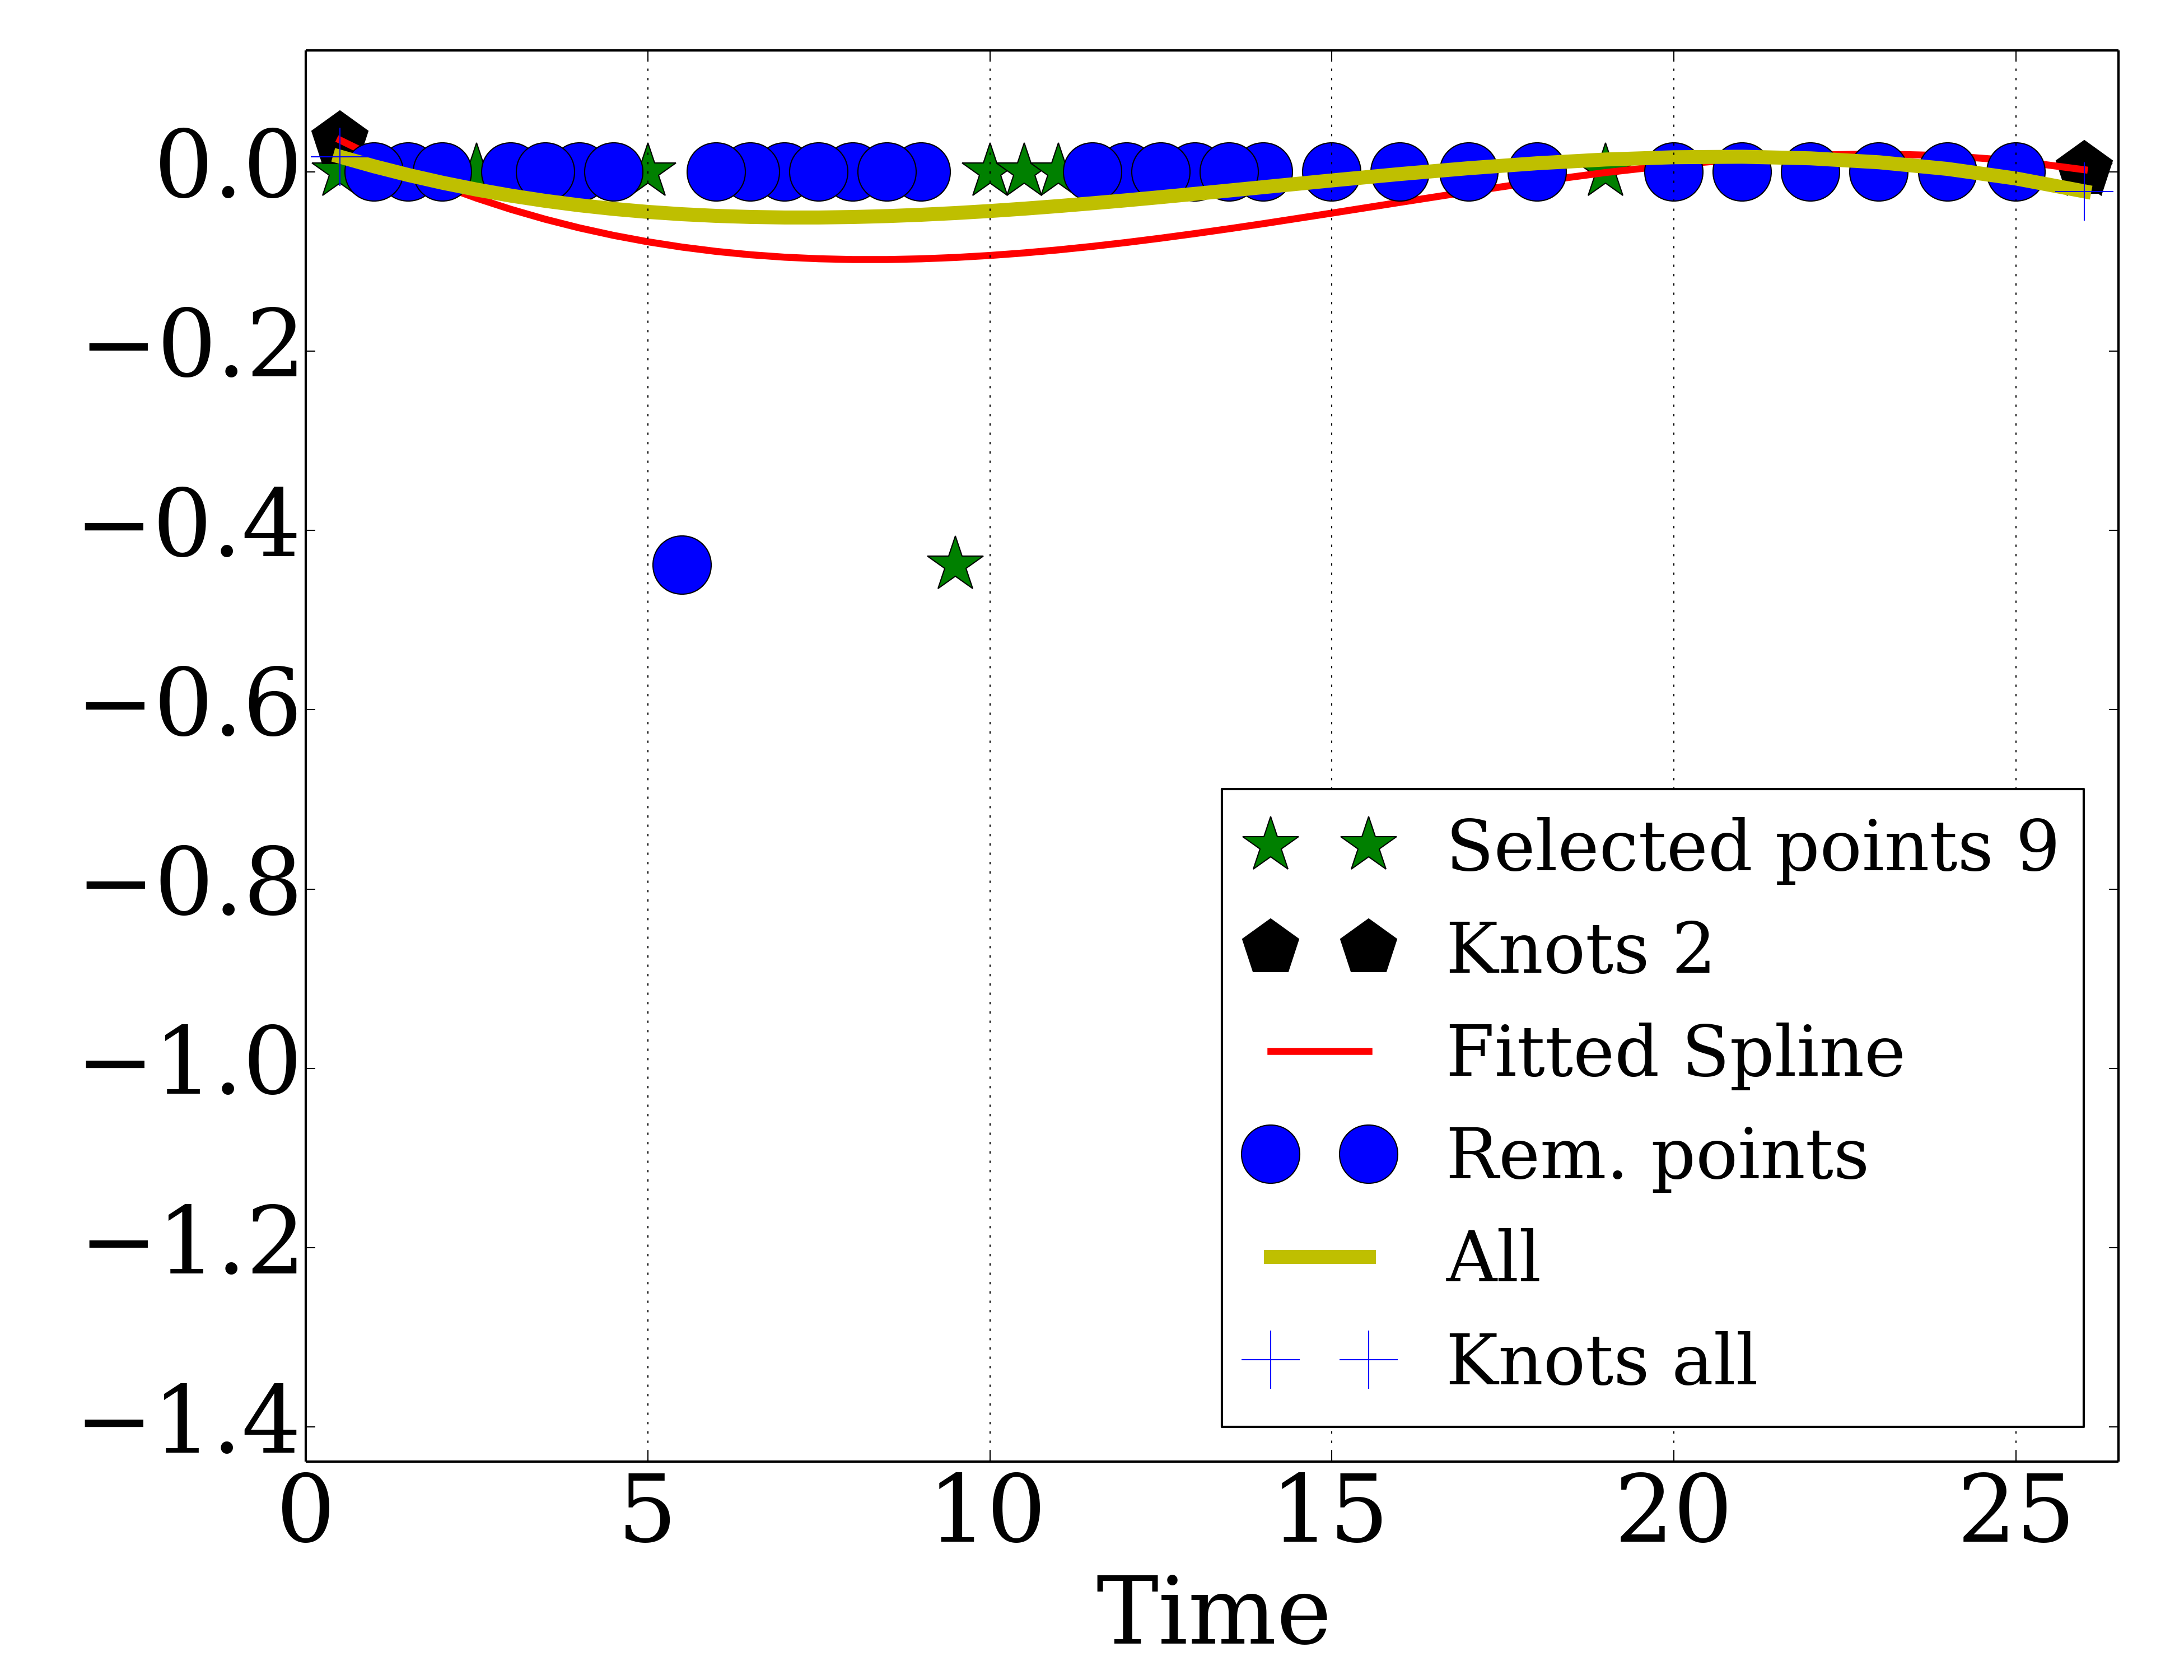 0.0
−0.2
−0.4
−0.6
−0.8
−1.0
−1.2
−1.4
Selected points 9
Knots 2
Fitted Spline
Rem. points
All
Knots all
0 5 10 15 20 25
Time